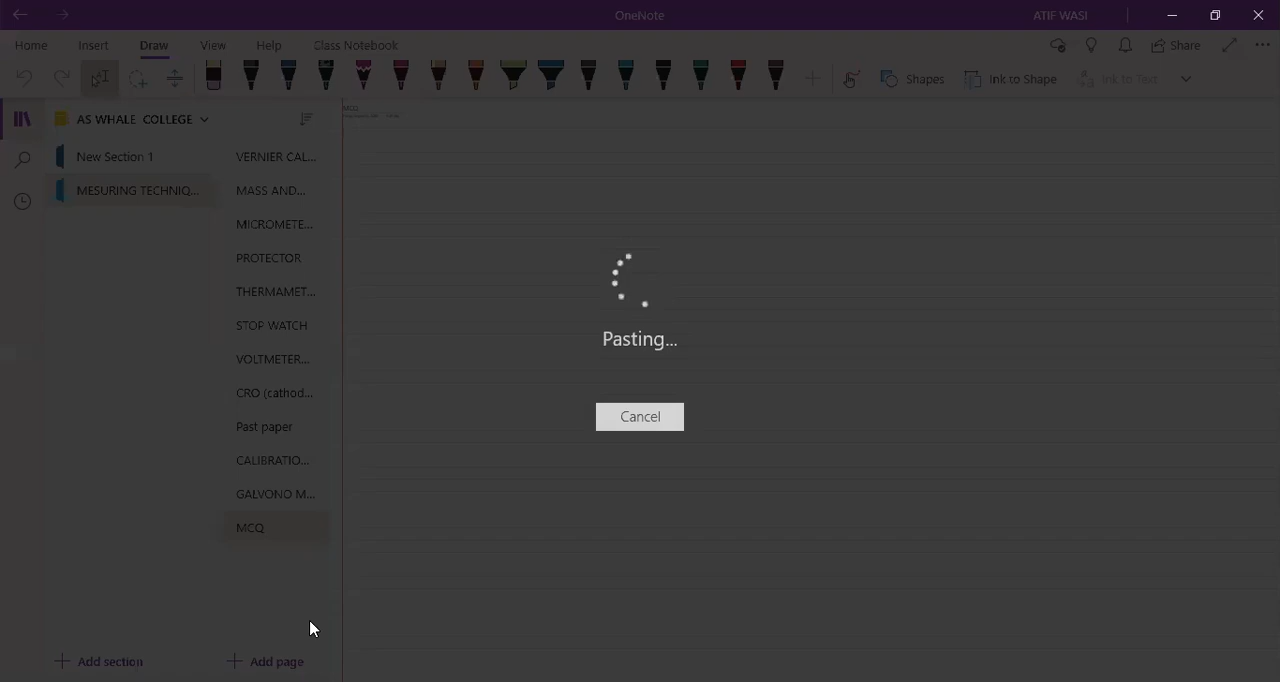 OneNote
ATIF WASI
Home Insert Draw View Help Class Notebook
Share
Shapes Ink to Shape Ink to Text
AS WHALE COLLEGE
New Section 1
MESURING TECHNIQ...
VERNIER CAL...
MASS AND...
MICROMETE...
PROTECTOR
THERMAMET...
STOP WATCH
VOLTMETER...
CRO (cathod...
Past paper
CALIBRATIO...
GALVONO M...
MCQ
MCQ
Pasting...
Cancel
Add section
Add page